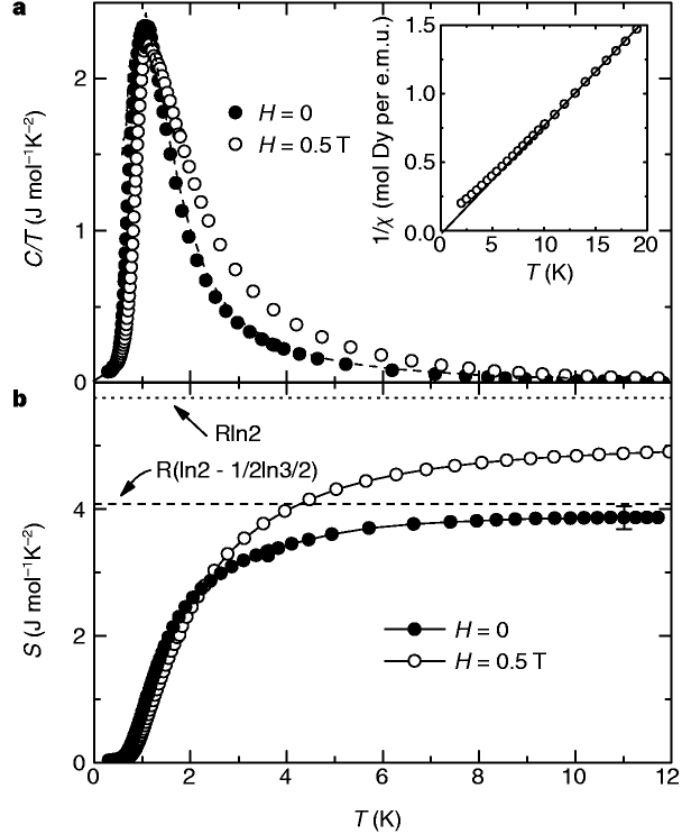 a
2
1
0
C/T (J mol⁻¹K⁻²)
H = 0
H = 0.5 T
1.5
1.0
0.5
0.0
0 5 10 15 20
1/χ (mol Dy per e.m.u.)
T (K)
b
Rln2
R(ln2 - 1/2ln3/2)
4
2
0
S (J mol⁻¹K⁻²)
H = 0
H = 0.5 T
0 2 4 6 8 10 12
T (K)